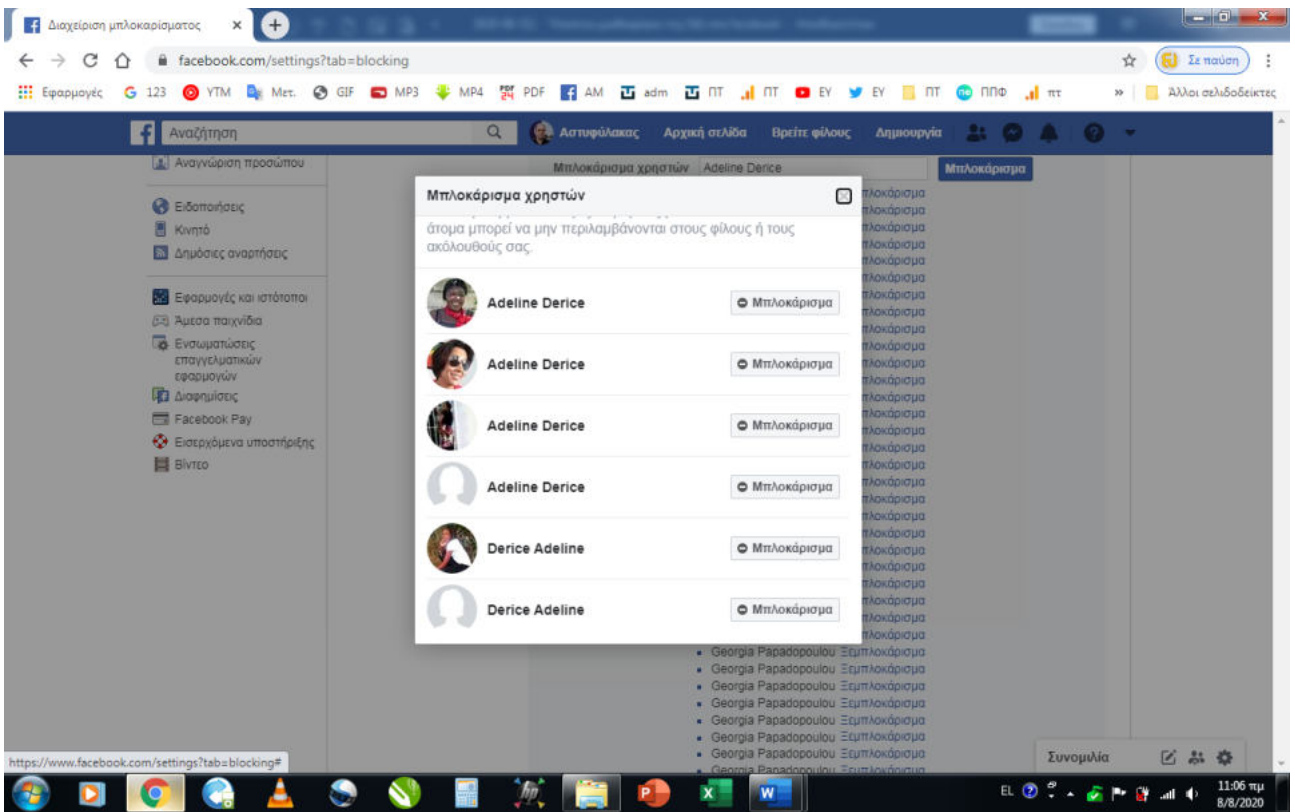 Διαχείριση μπλοκαρίσματος
facebook.com/settings?tab=blocking
Σε παύση
Εφαρμογές 123 YTM Μετ. GIF MP3 MP4 PDF AM adm ΠΤ ΠΤ ΕΥ ΕΥ ΠΤ ΠΠΦ πτ » Άλλοι σελιδοδείκτες
Αναζήτηση
Αστυφύλακας Αρχική σελίδα Βρείτε φίλους Δημιουργία
Αναγνώριση προσώπου
Ειδοποιήσεις
Κινητό
Δημόσιες αναρτήσεις
Εφαρμογές και ιστότοποι
Άμεσα παιχνίδια
Ενσωματώσεις
επαγγελματικών
εφαρμογών
Διαφημίσεις
Facebook Pay
Εισερχόμενα υποστήριξης
Βίντεο
Μπλοκάρισμα χρηστών Adeline Derice Μπλοκάρισμα
Μπλοκάρισμα χρηστών
άτομα μπορεί να μην περιλαμβάνονται στους φίλους ή τους
ακόλουθούς σας.
Adeline Derice Μπλοκάρισμα
Adeline Derice Μπλοκάρισμα
Adeline Derice Μπλοκάρισμα
Adeline Derice Μπλοκάρισμα
Derice Adeline Μπλοκάρισμα
Derice Adeline Μπλοκάρισμα
Georgia Papadopoulou Ξεμπλοκάρισμα
Georgia Papadopoulou Ξεμπλοκάρισμα
Georgia Papadopoulou Ξεμπλοκάρισμα
Georgia Papadopoulou Ξεμπλοκάρισμα
Georgia Papadopoulou Ξεμπλοκάρισμα
Georgia Papadopoulou Ξεμπλοκάρισμα
Georgia Papadopoulou Ξεμπλοκάρισμα
Georgia Papadopoulou Ξεμπλοκάρισμα
Συνομιλία
https://www.facebook.com/settings?tab=blocking#
EL
11:06 πμ
8/8/2020